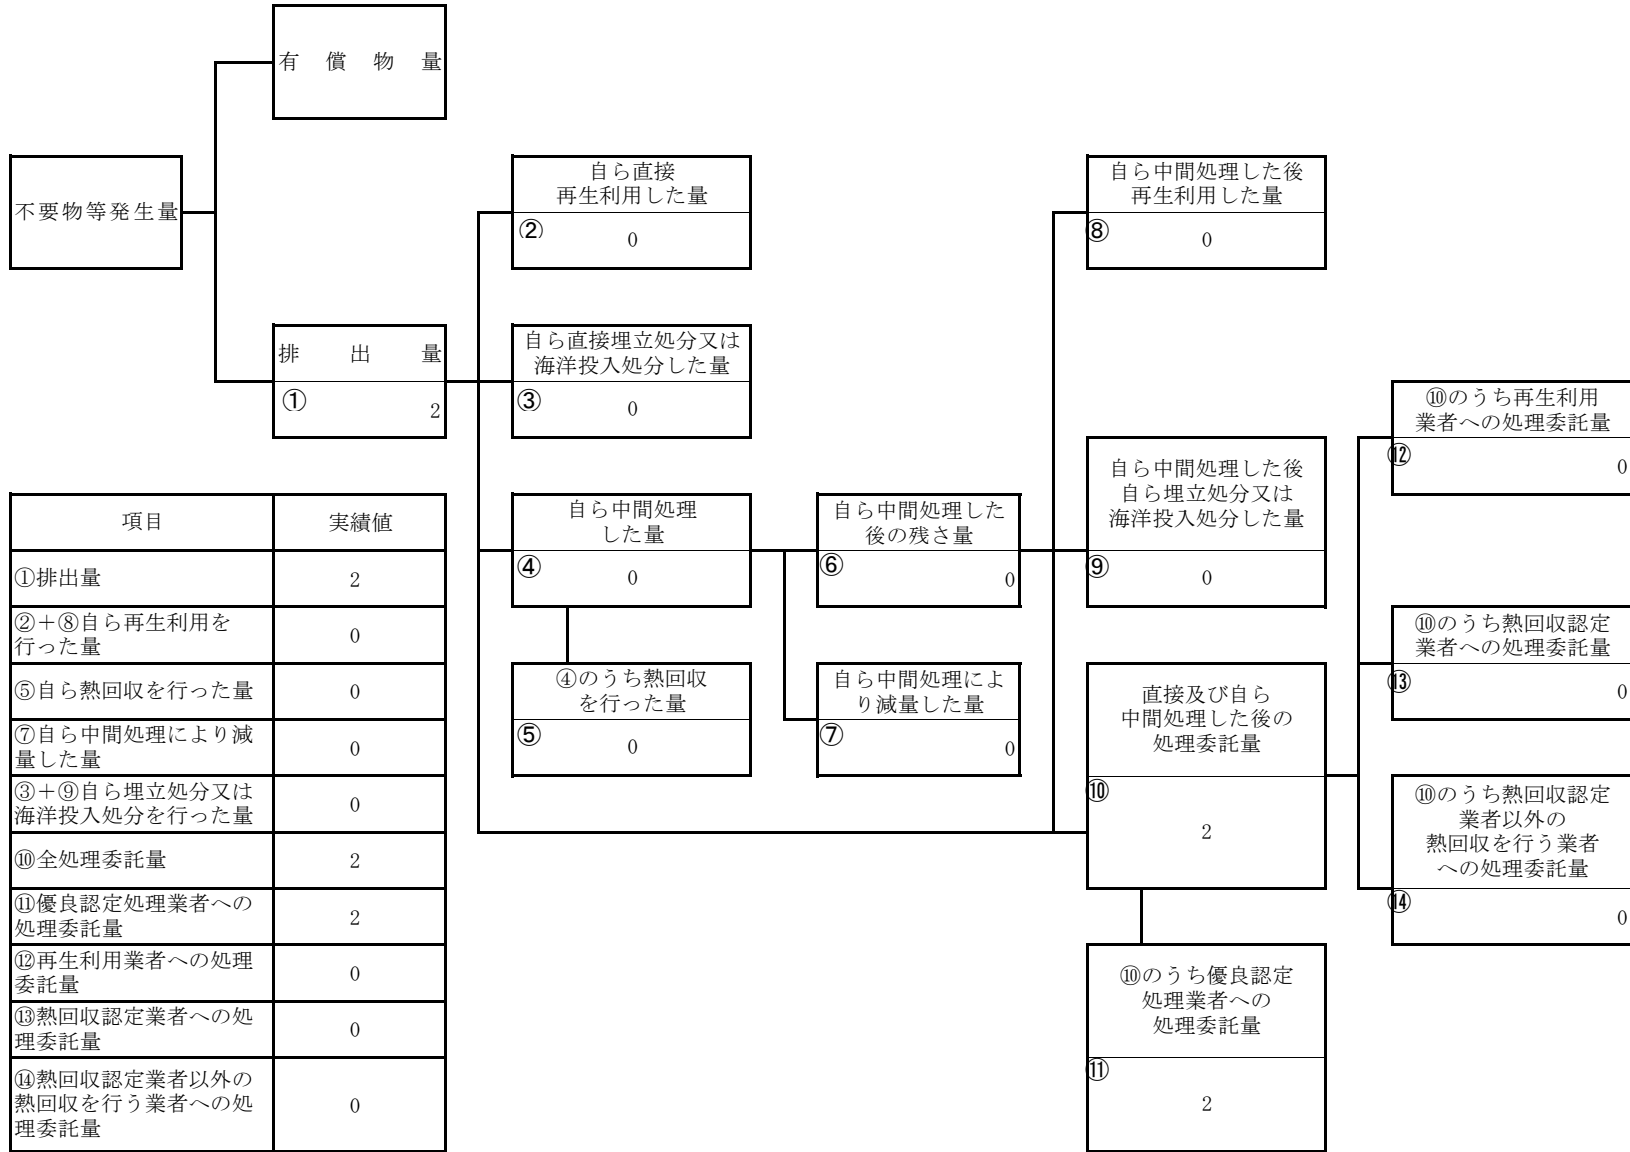 有償物量
不要物等発生量
自ら直接
再生利用した量
② 0
自ら中間処理した後
再生利用した量
⑧ 0
排出量
① 2
自ら直接埋立処分又は
海洋投入処分した量
③ 0
⑩のうち再生利用
業者への処理委託量
⑫ 0
自ら中間処理
した量
④ 0
自ら中間処理した
後の残さ量
⑥ 0
自ら中間処理した後
自ら埋立処分又は
海洋投入処分した量
⑨ 0
⑩のうち熱回収認定
業者への処理委託量
⑬ 0
④のうち熱回収
を行った量
⑤ 0
自ら中間処理によ
り減量した量
⑦ 0
直接及び自ら
中間処理した後の
処理委託量
⑩ 2
⑩のうち熱回収認定
業者以外の
熱回収を行う業者
への処理委託量
⑭ 0
⑩のうち優良認定
処理業者への
処理委託量
⑪ 2
項目 実績値
①排出量 2
②+⑧自ら再生利用を
行った量 0
⑤自ら熱回収を行った量 0
⑦自ら中間処理により減
量した量 0
③+⑨自ら埋立処分又は
海洋投入処分を行った量 0
⑩全処理委託量 2
⑪優良認定処理業者への
処理委託量 2
⑫再生利用業者への処理
委託量 0
⑬熱回収認定業者への処
理委託量 0
⑭熱回収認定業者以外の
熱回収を行う業者への処
理委託量 0